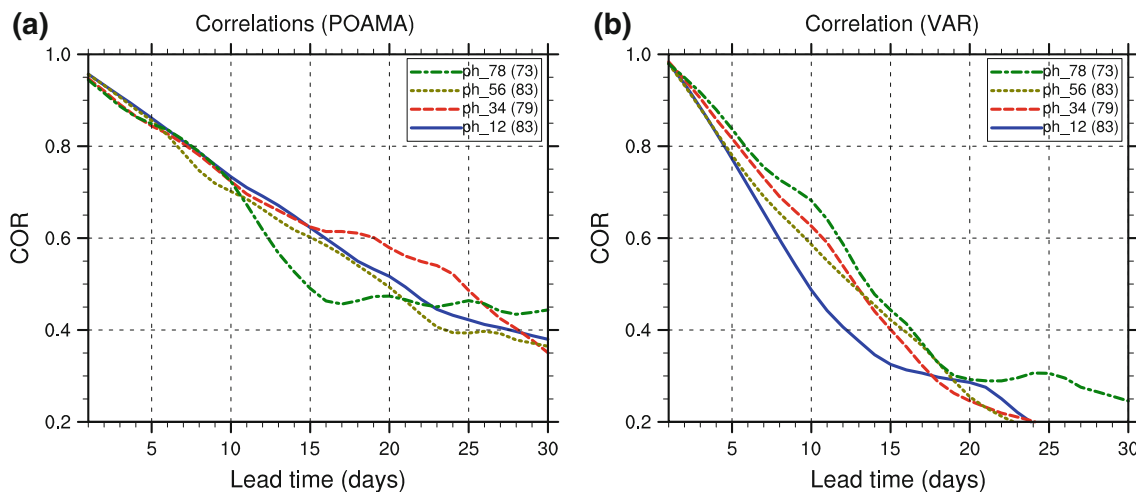 (a)
Correlations (POAMA)
1.0
0.8
0.6
0.4
0.2
COR
ph_78 (73)
ph_56 (83)
ph_34 (79)
ph_12 (83)
5 10 15 20 25 30
Lead time (days)
(b)
Correlation (VAR)
1.0
0.8
0.6
0.4
0.2
COR
ph_78 (73)
ph_56 (83)
ph_34 (79)
ph_12 (83)
5 10 15 20 25 30
Lead time (days)